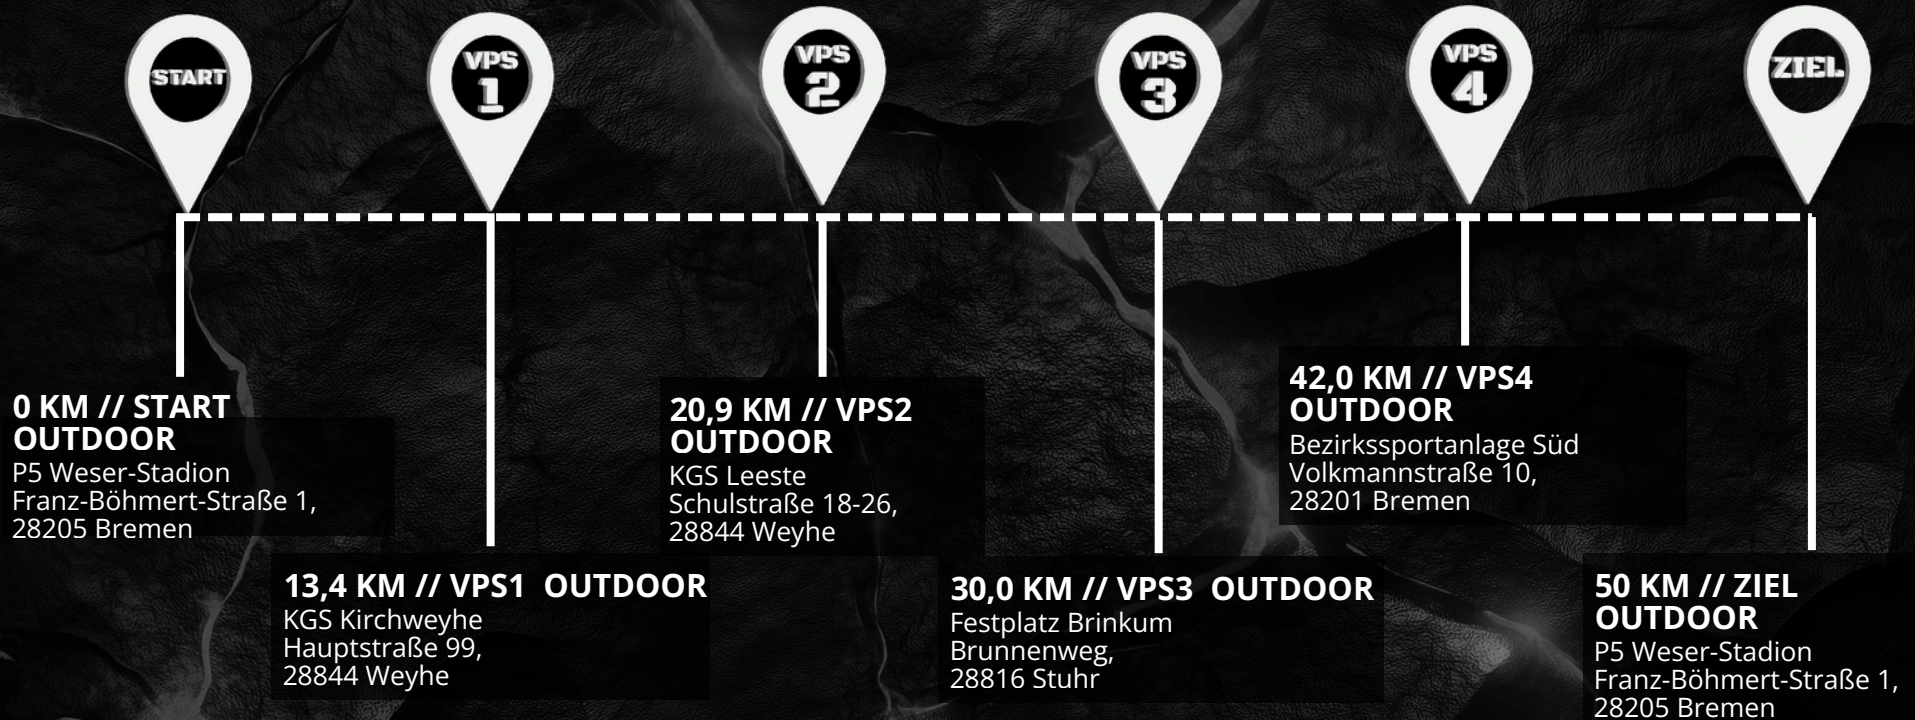 START
VPS
1
VPS
2
VPS
3
VPS
4
ZIEL
0 KM // START
OUTDOOR
P5 Weser-Stadion
Franz-Böhmert-Straße 1,
28205 Bremen
13,4 KM // VPS1 OUTDOOR
KGS Kirchweyhe
Hauptstraße 99,
28844 Weyhe
20,9 KM // VPS2
OUTDOOR
KGS Leeste
Schulstraße 18-26,
28844 Weyhe
30,0 KM // VPS3 OUTDOOR
Festplatz Brinkum
Brunnenweg,
28816 Stuhr
42,0 KM // VPS4
OUTDOOR
Bezirkssportanlage Süd
Volkmannstraße 10,
28201 Bremen
50 KM // ZIEL
OUTDOOR
P5 Weser-Stadion
Franz-Böhmert-Straße 1,
28205 Bremen